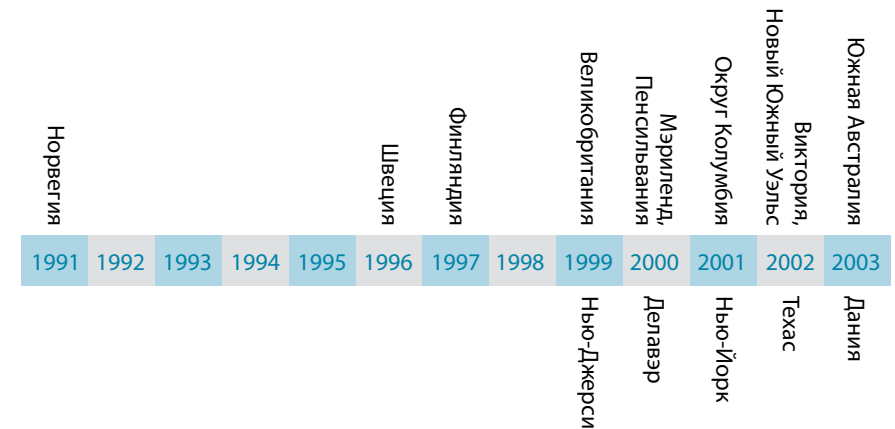 Норвегия
Швеция
Финляндия
Великобритания
Мэриленд,
Пенсильвания
Округ Колумбия
Виктория,
Новый Южный Уэльс
Южная Австралия
1991 1992 1993 1994 1995 1996 1997 1998 1999 2000 2001 2002 2003
Нью-Джерси
Делавэр
Нью-Йорк
Техас
Дания